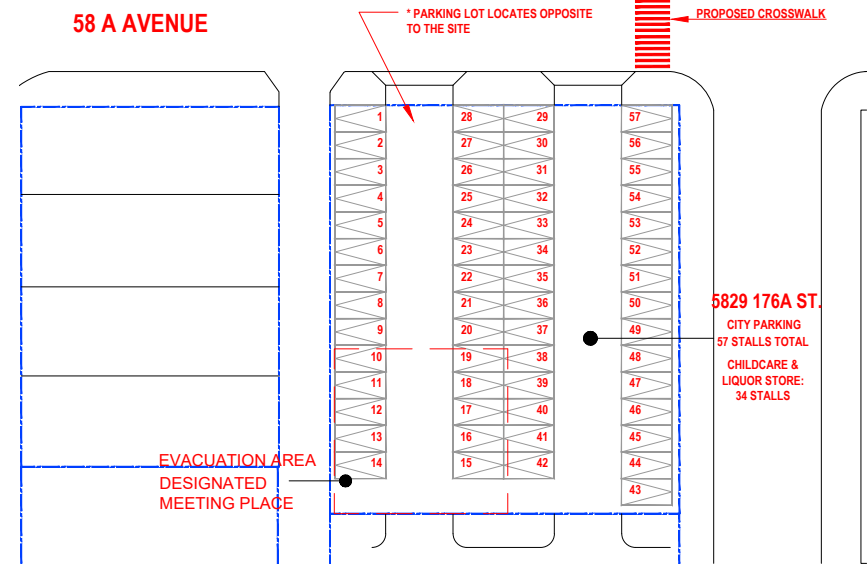 58 A AVENUE
* PARKING LOT LOCATES OPPOSITE
TO THE SITE
PROPOSED CROSSWALK
1 28 29 57
2 27 30 56
3 26 31 55
4 25 32 54
5 24 33 53
6 23 34 52
7 22 35 51
8 21 36 50
9 20 37 49
10 19 38 48
11 18 39 47
12 17 40 46
13 16 41 45
14 15 42 44
43
5829 176A ST.
CITY PARKING
57 STALLS TOTAL
CHILDCARE &
LIQUOR STORE:
34 STALLS
EVACUATION AREA
DESIGNATED
MEETING PLACE